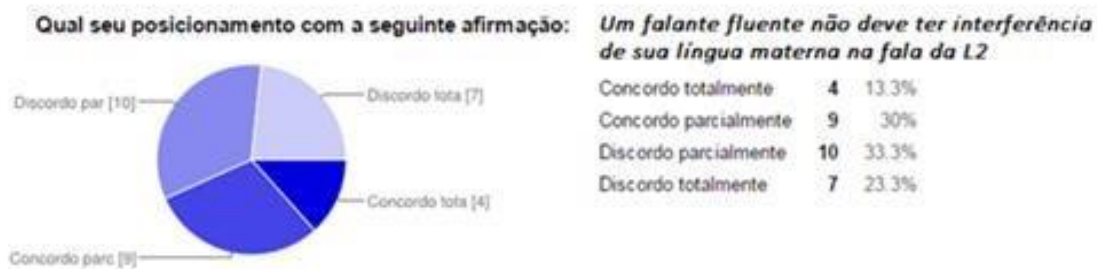 Qual seu posicionamento com a seguinte afirmação:
Um falante fluente não deve ter interferência
de sua língua materna na fala da L2
Discordo par [10]
Discordo tota [7]
Concordo tota [4]
Concordo parc [9]
Concordo totalmente 4 13.3%
Concordo parcialmente 9 30%
Discordo parcialmente 10 33.3%
Discordo totalmente 7 23.3%